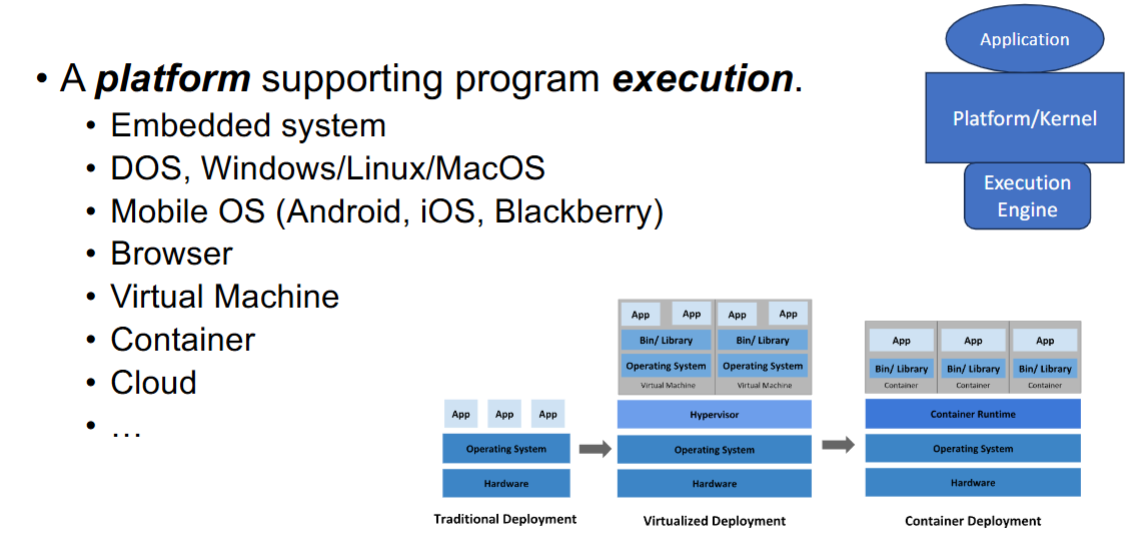 • A platform supporting program execution.
• Embedded system
• DOS, Windows/Linux/MacOS
• Mobile OS (Android, iOS, Blackberry)
• Browser
• Virtual Machine
• Container
• Cloud
• …
Application
Platform/Kernel
Execution
Engine
App App App
Operating System
Hardware
Traditional Deployment
App App App App
Bin/ Library Bin/ Library
Operating System Operating System
Virtual Machine Virtual Machine
Hypervisor
Operating System
Hardware
Virtualized Deployment
App App App
Bin/ Library Bin/ Library Bin/ Library
Container Container Container
Container Runtime
Operating System
Hardware
Container Deployment